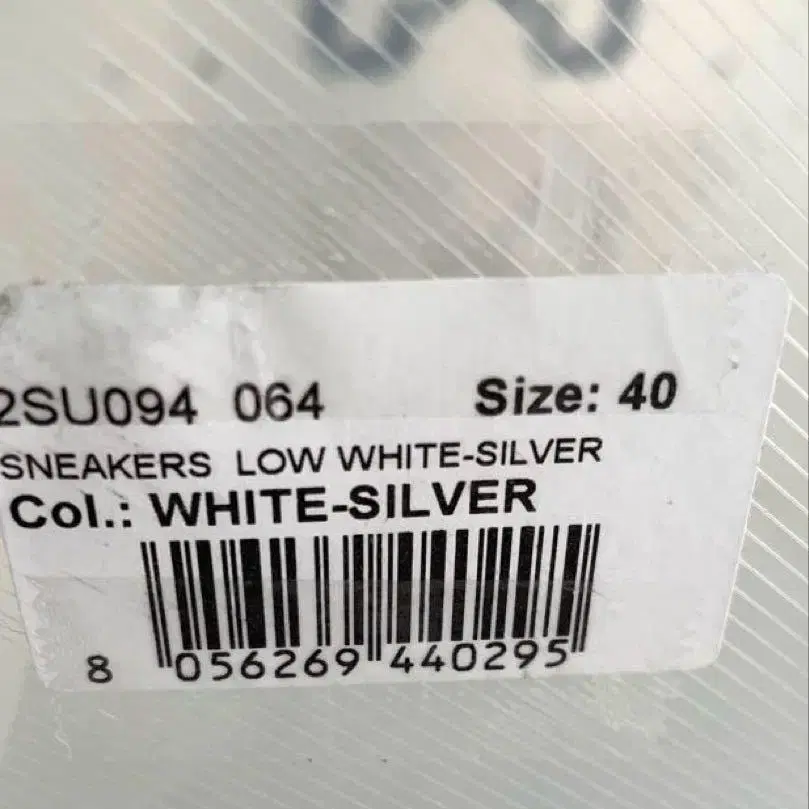 2SU094 064 Size: 40
SNEAKERS LOW WHITE-SILVER
Col.: WHITE-SILVER
8 056269 440295